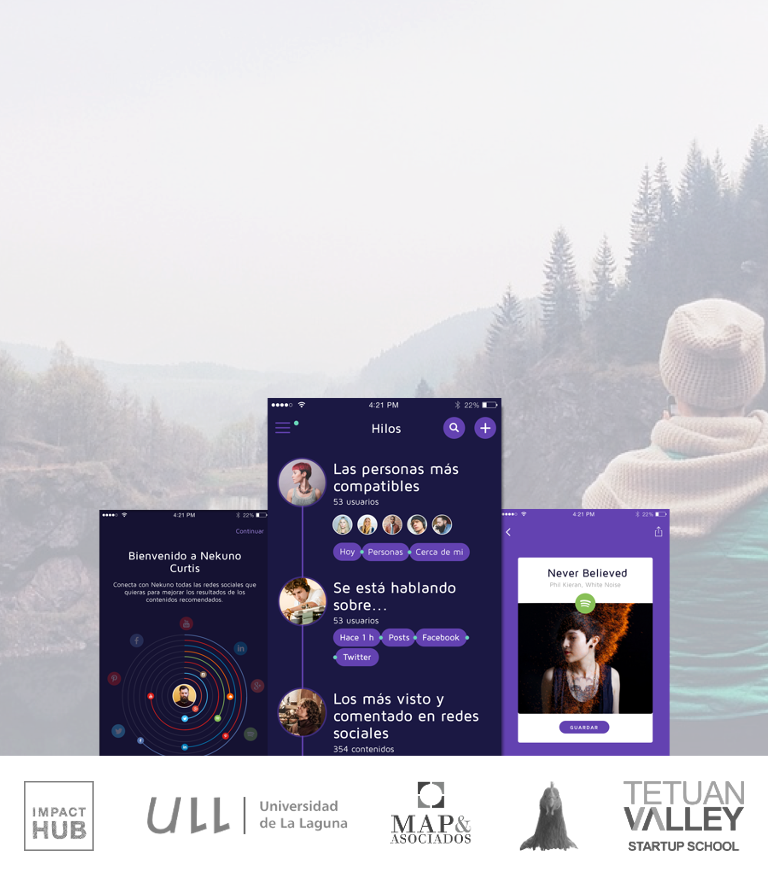 4:21 PM
22%
Hilos
Las personas más
compatibles
53 usuarios
Hoy
Personas
Cerca de mi
Se está hablando
sobre...
53 usuarios
Hace 1 h
Posts
Facebook
Twitter
Los más visto y
comentado en redes
sociales
354 contenidos
4:21 PM
22%
Continuar
Bienvenido a Nekuno
Curtis
Conecta con Nekuno todas las redes sociales que
quieras para mejorar los resultados de los
contenidos recomendados.
4:21 PM
22%
Never Believed
Phil Kieran, White Noise
GUARDAR
IMPACT
HUB
ULL
Universidad
de La Laguna
MAP&
ASOCIADOS
TETUAN
VALLEY
STARTUP SCHOOL